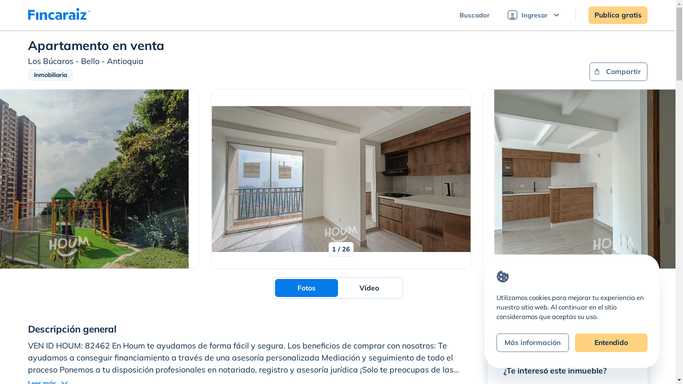 Fincaraiz
Buscador
Ingresar
Publica gratis
Apartamento en venta
Los Búcaros - Bello - Antioquia
Inmobiliaria
Compartir
HOUM
HOUM
1 / 26
Fotos
Video
Utilizamos cookies para mejorar tu experiencia en
nuestro sitio web. Al continuar en el sitio
consideramos que aceptas su uso.
Más información
Entendido
Descripción general
VEN ID HOUM: 82462 En Houm te ayudamos de forma fácil y segura. Los beneficios de comprar con nosotros: Te
ayudamos a conseguir financiamiento a través de una asesoría personalizada Mediación y seguimiento de todo el
proceso Ponemos a tu disposición profesionales en notariado, registro y asesoría jurídica ¡Solo te preocupas de las...
Leer más
¿Te interesó este inmueble?